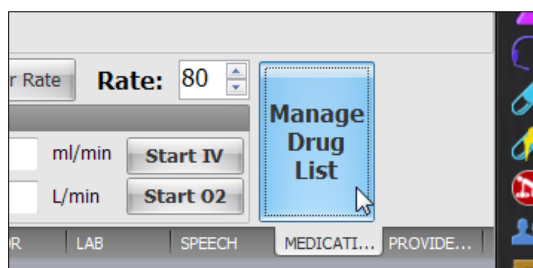 r Rate
Rate:
80
Manage
Drug
List
ml/min
Start IV
L/min
Start O2
OR
LAB
SPEECH
MEDICATI...
PROVIDE...